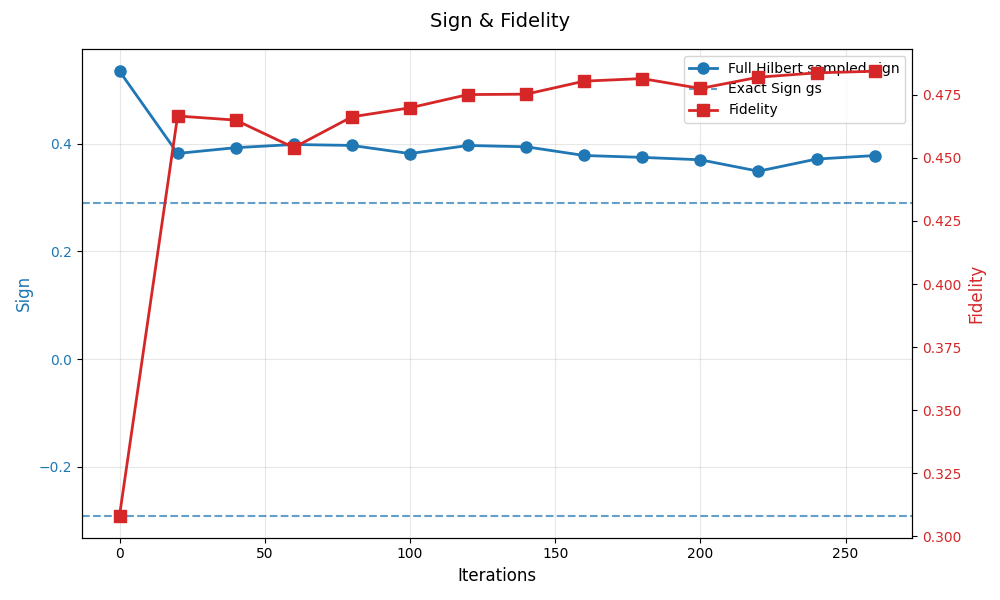 Sign & Fidelity
Full Hilbert sampled sign
Exact Sign gs
Fidelity
0.4
0.2
0.0
−0.2
Sign
0.475
0.450
0.425
0.400
0.375
0.350
0.325
0.300
Fidelity
0
50
100
150
200
250
Iterations